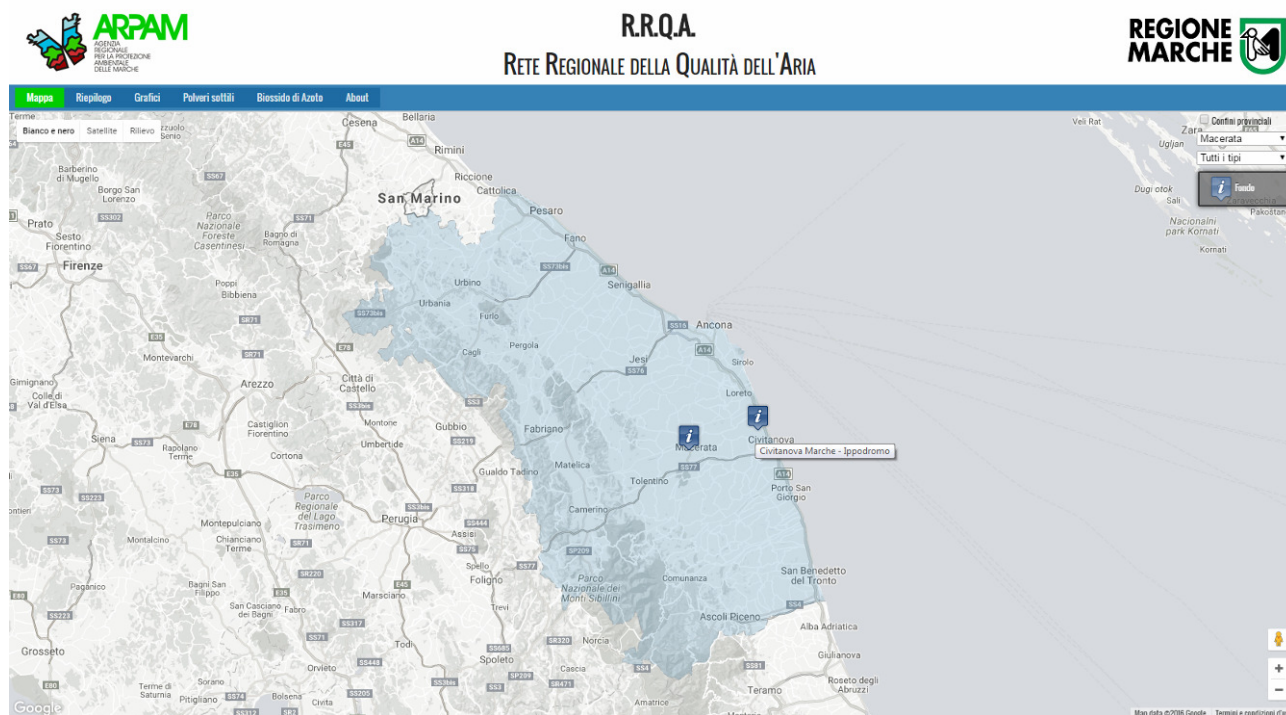 ARPAM
AGENZIA
REGIONALE
PER LA PROTEZIONE
AMBIENTALE
DELLE MARCHE
R.R.Q.A.
RETE REGIONALE DELLA QUALITÀ DELL'ARIA
REGIONE
MARCHE
Mappa Riepilogo Grafici Polveri sottili Biossido di Azoto About
Bianco e nero Satellite Rilievo
Confini provinciali
Macerata
Tutti i tipi
Fondo
Cesena
Bellaria
Rimini
Riccione
Cattolica
San Marino
Pesaro
Fano
Veli Rat
Ugljan
Dugi otok
Sali
Nacionalni
park Kornati
Kornati
Barberino
di Mugello
Borgo San
Lorenzo
Prato
Sesto
Fiorentino
Firenze
Parco
Nazionale
Foreste
Casentinesi
Bagno di
Romagna
Poppi
Bibbiena
Urbino
Urbania
Furlo
Senigallia
Cagli
Pergola
Ancona
Jesi
Sirolo
Loreto
Montevarchi
Arezzo
Città di
Castello
Gimignano
Colle di
Val d'Elsa
Siena
Castiglion
Fiorentino
Montone
Gubbio
Umbertide
Fabriano
Rapolano
Terme
Cortona
Macerata
Civitanova
Civitanova Marche - Ippodromo
Gualdo Tadino
Matelica
Tolentino
Porto San
Giorgio
Camerino
Parco
Regionale
del Lago
Trasimeno
Perugia
Assisi
Montepulciano
Montalcino
Chianciano
Terme
Spello
Foligno
Paganico
Bagni San
Filippo
Marsciano
Parco
Nazionale dei
Monti Sibillini
Comunanza
San Benedetto
del Tronto
San Casciano
dei Bagni
Fabro
Trevi
Ascoli Piceno
Alba Adriatica
Grosseto
Todi
Norcia
Giulianova
Orvieto
Spoleto
Cascia
Terme di
Saturnia
Sorano
Pitigliano
Bolsena
Civita
Amatrice
Teramo
Roseto degli
Abruzzi
Google
Map data ©2016 Google Termini e condizioni d'u